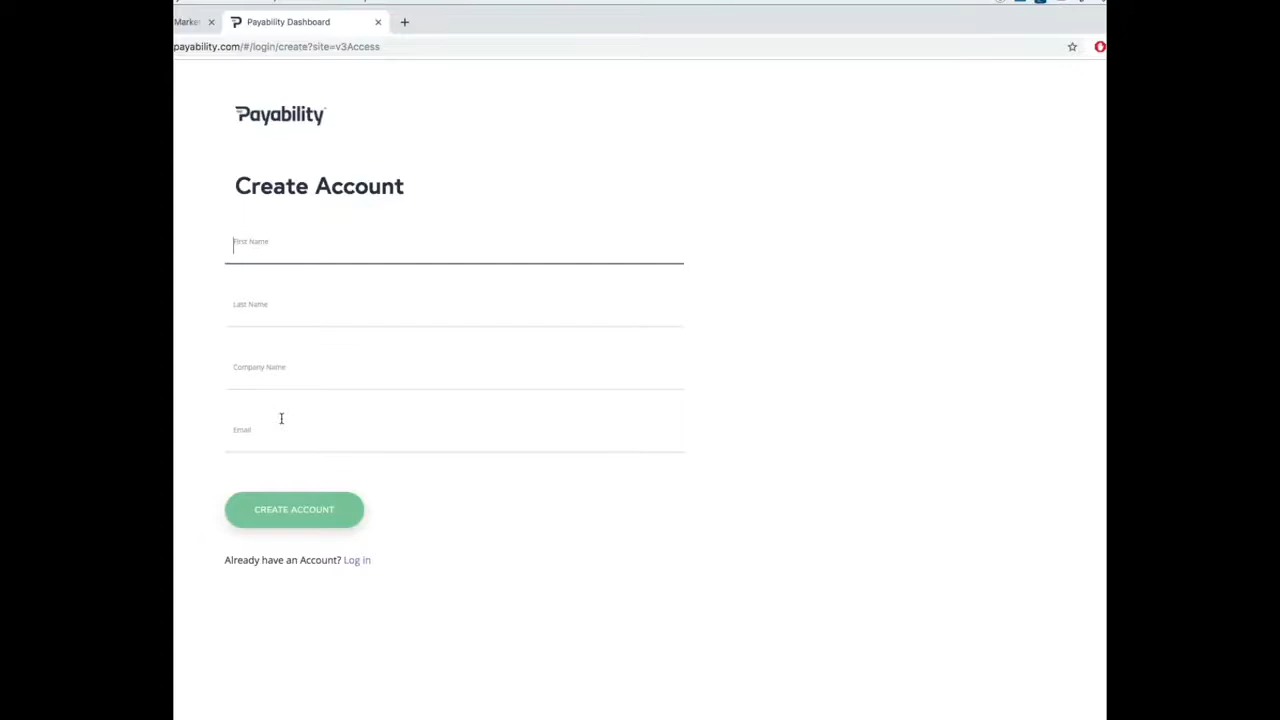 Market
Payability Dashboard
payability.com/#/login/create?site=v3Access
Payability
Create Account
First Name
Last Name
Company Name
Email
CREATE ACCOUNT
Already have an Account? Log in